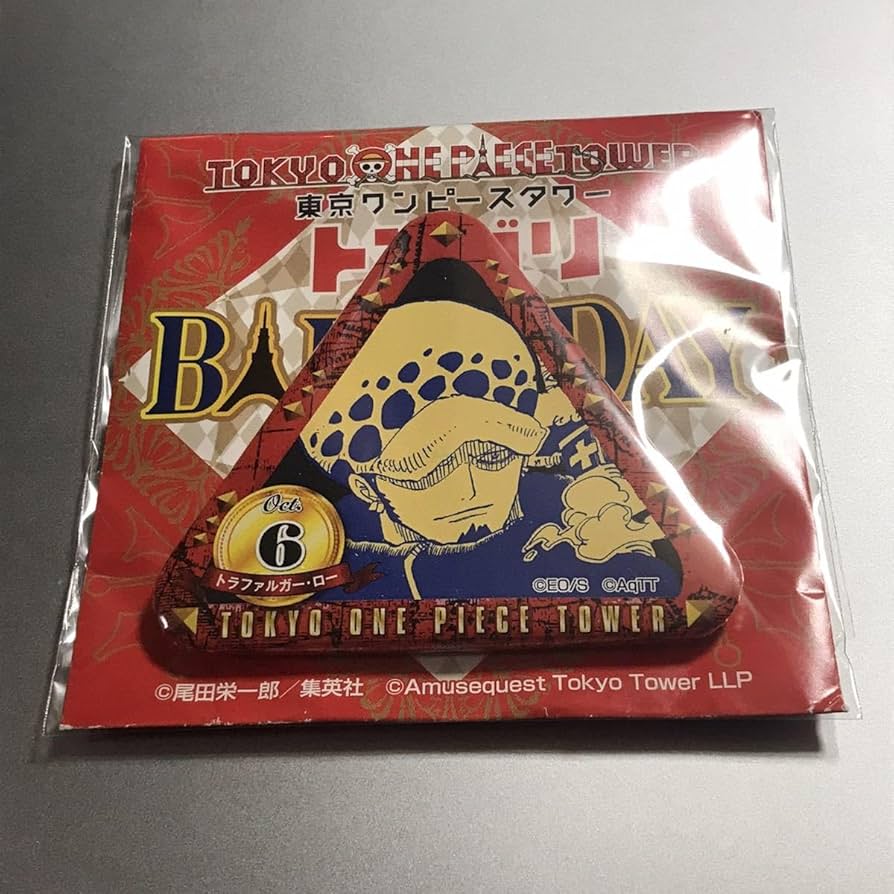 TOKYO ONE PIECE TOWER
東京ワンピースタワー
Oct.
6
トラファルガー・ロー
©EO/S ©AqTT
TOKYO ONE PIECE TOWER
©尾田栄一郎/集英社 ©Amusequest Tokyo Tower LLP